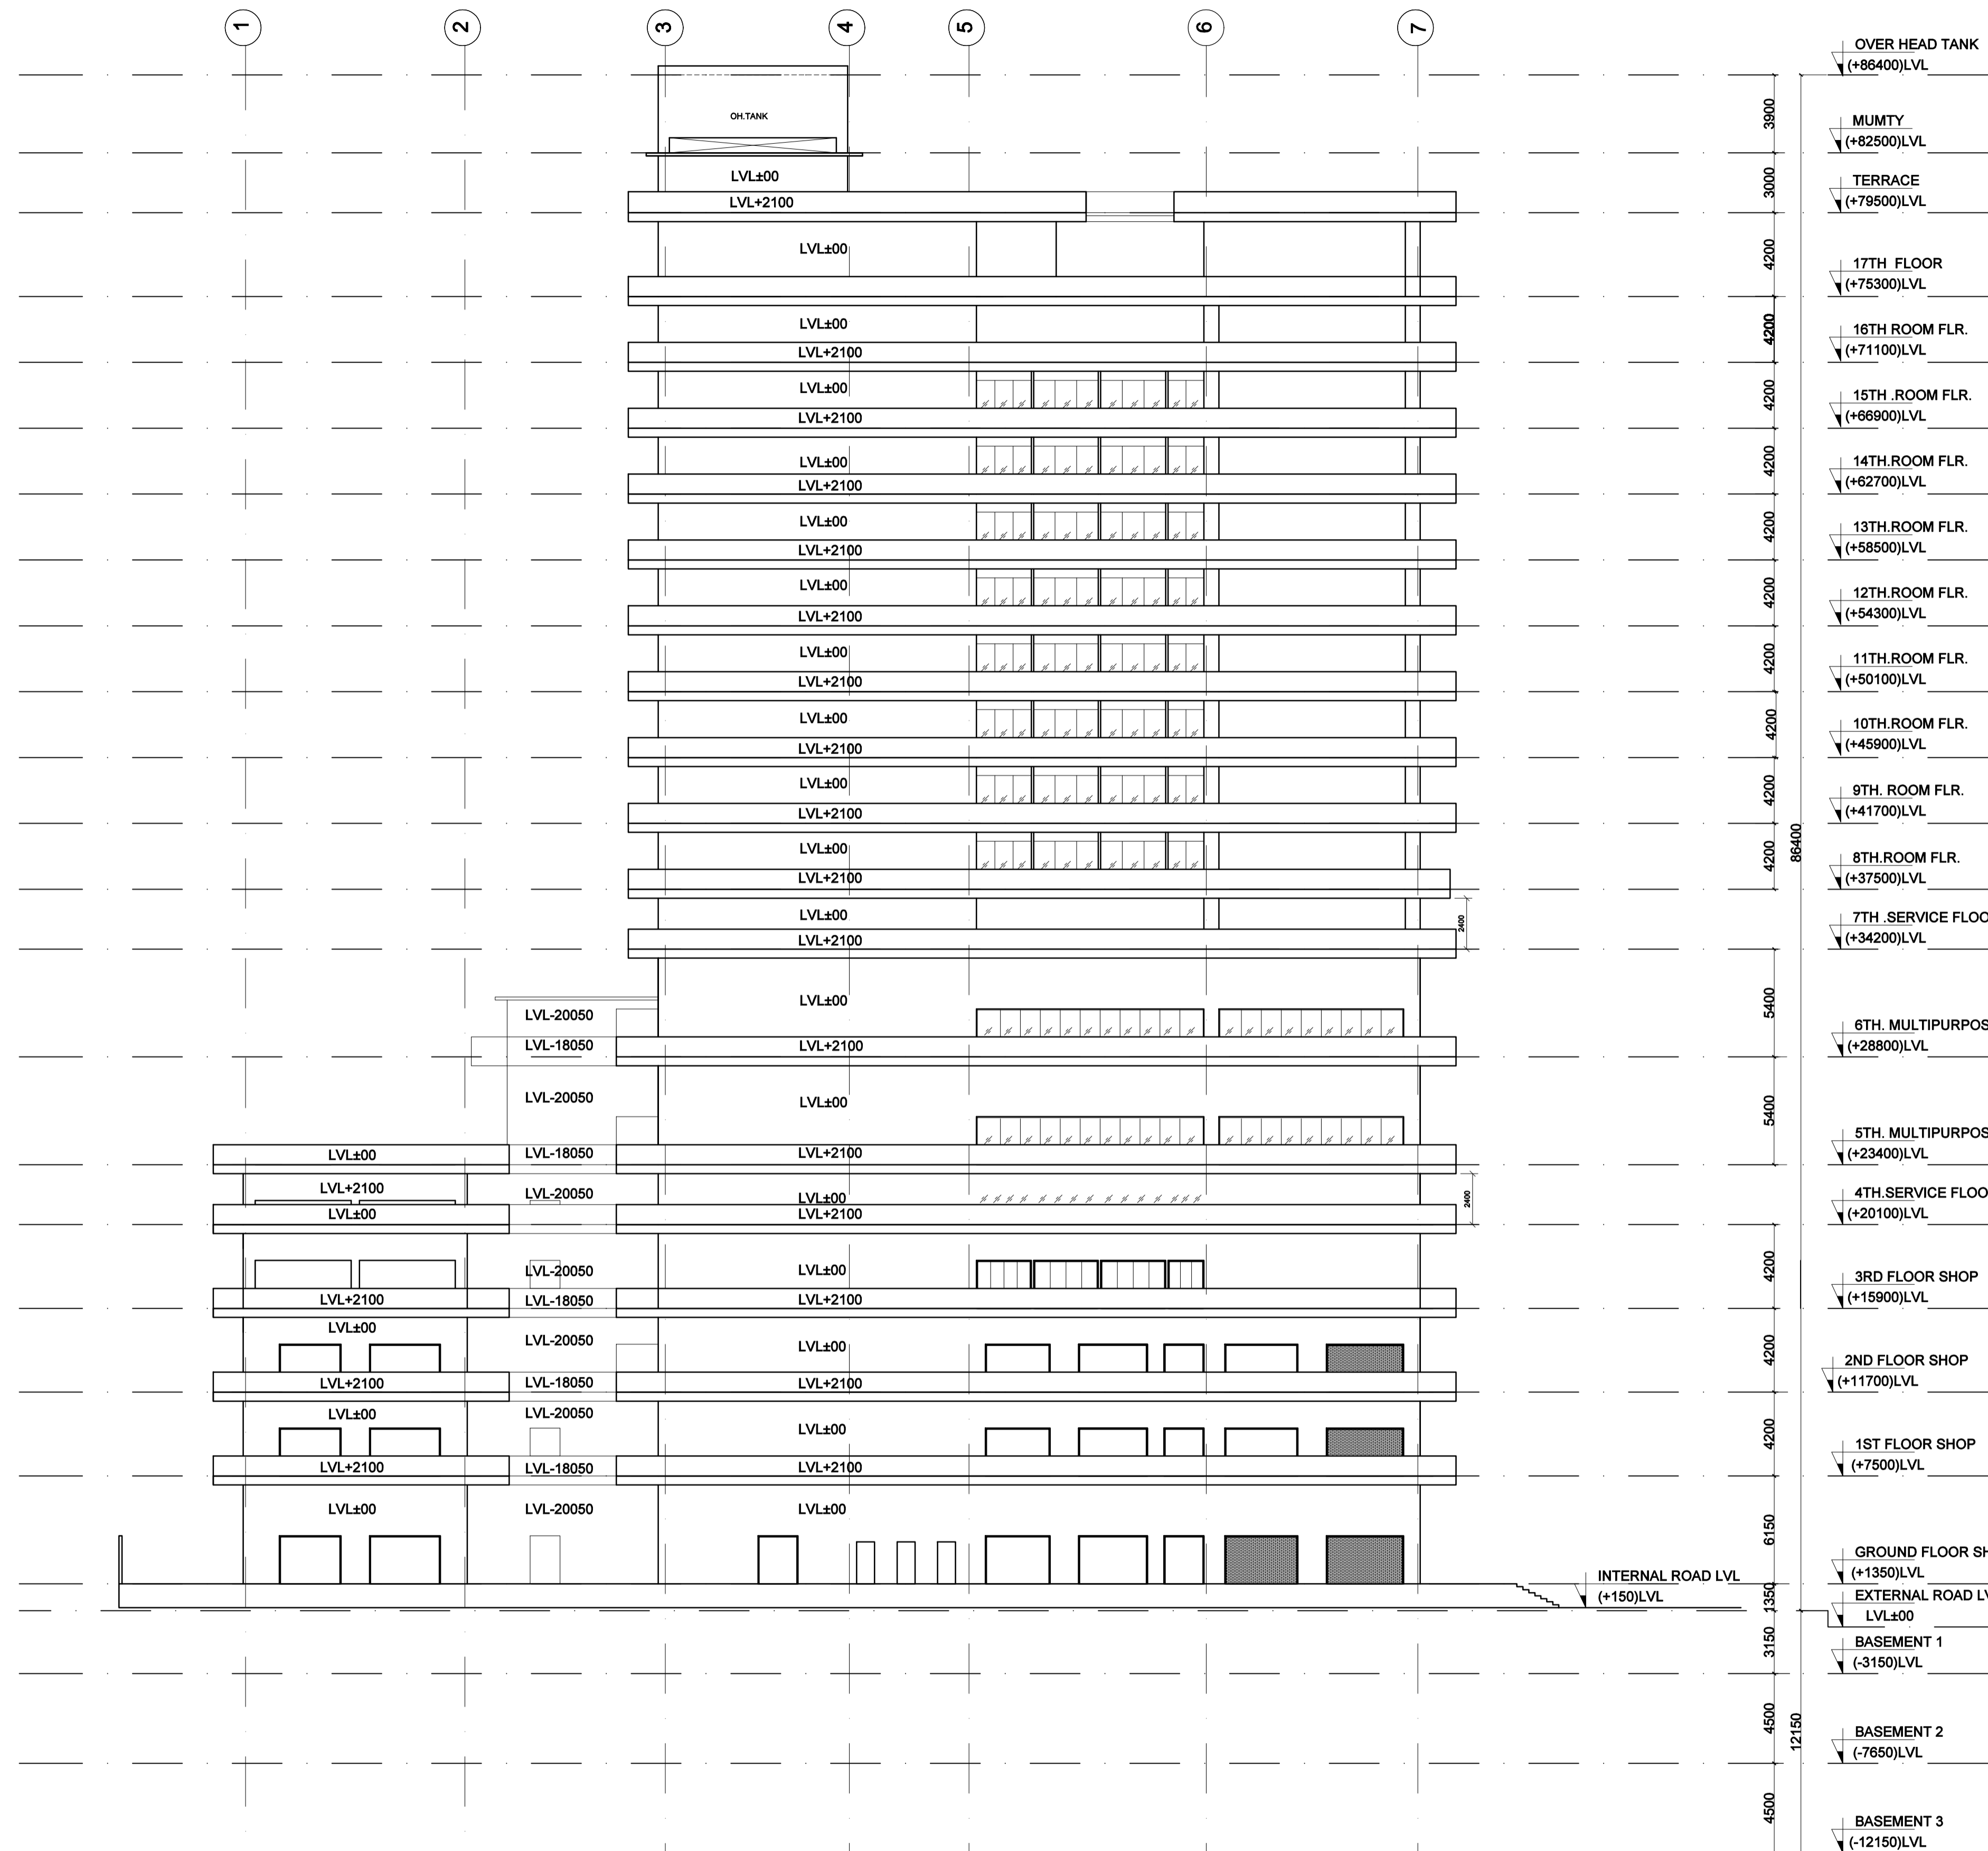 1
2
3
4
5
6
7
OVER HEAD TANK
(+86400)LVL
3900
OH.TANK
MUMTY
(+82500)LVL
LVL±00
3000
TERRACE
(+79500)LVL
LVL+2100
LVL±00
4200
17TH FLOOR
(+75300)LVL
LVL±00
4200
16TH ROOM FLR.
(+71100)LVL
LVL+2100
LVL±00
4200
15TH .ROOM FLR.
(+66900)LVL
LVL+2100
LVL±00
4200
14TH.ROOM FLR.
(+62700)LVL
LVL+2100
LVL±00
4200
13TH.ROOM FLR.
(+58500)LVL
LVL+2100
LVL±00
4200
12TH.ROOM FLR.
(+54300)LVL
LVL+2100
LVL±00
4200
11TH.ROOM FLR.
(+50100)LVL
LVL+2100
LVL±00
4200
10TH.ROOM FLR.
(+45900)LVL
LVL+2100
LVL±00
4200
9TH. ROOM FLR.
(+41700)LVL
LVL+2100
86400
LVL±00
4200
8TH.ROOM FLR.
(+37500)LVL
LVL+2100
LVL±00
2400
7TH .SERVICE FLOO
(+34200)LVL
LVL+2100
LVL±00
5400
LVL-20050
6TH. MULTIPURPOS
(+28800)LVL
LVL-18050
LVL+2100
LVL-20050
LVL±00
5400
5TH. MULTIPURPOS
(+23400)LVL
LVL±00
LVL-18050
LVL+2100
LVL+2100
LVL-20050
LVL±00
2400
4TH.SERVICE FLOO
(+20100)LVL
LVL±00
LVL+2100
LVL-20050
LVL±00
4200
3RD FLOOR SHOP
(+15900)LVL
LVL+2100
LVL-18050
LVL+2100
LVL±00
LVL-20050
LVL±00
4200
2ND FLOOR SHOP
(+11700)LVL
LVL+2100
LVL-18050
LVL+2100
LVL±00
LVL-20050
LVL±00
4200
1ST FLOOR SHOP
(+7500)LVL
LVL+2100
LVL-18050
LVL+2100
LVL±00
LVL-20050
LVL±00
6150
GROUND FLOOR SH
(+1350)LVL
INTERNAL ROAD LVL
(+150)LVL
1350
EXTERNAL ROAD LV
LVL±00
3150
BASEMENT 1
(-3150)LVL
4500
12150
BASEMENT 2
(-7650)LVL
4500
BASEMENT 3
(-12150)LVL